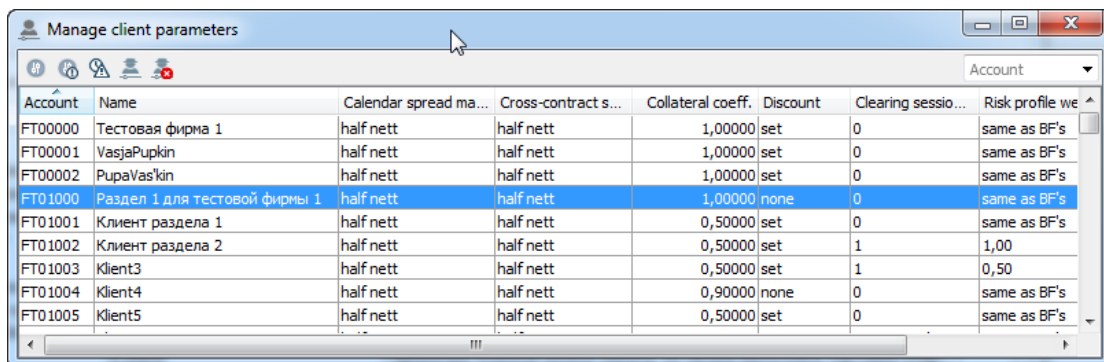 Manage client parameters
Account
Account Name Calendar spread ma... Cross-contract s... Collateral coeff. Discount Clearing sessio... Risk profile we
FT00000 Тестовая фирма 1 half nett half nett 1,00000 set 0 same as BF's
FT00001 VasjaPupkin half nett half nett 1,00000 set 0 same as BF's
FT00002 PupaVas'kin half nett half nett 1,00000 set 0 same as BF's
FT01000 Раздел 1 для тестовой фирмы 1 half nett half nett 1,00000 none 0 same as BF's
FT01001 Клиент раздела 1 half nett half nett 0,50000 set 0 same as BF's
FT01002 Клиент раздела 2 half nett half nett 0,50000 set 1 1,00
FT01003 Klient3 half nett half nett 0,50000 set 1 0,50
FT01004 Klient4 half nett half nett 0,90000 none 0 same as BF's
FT01005 Klient5 half nett half nett 0,50000 set 0 same as BF's